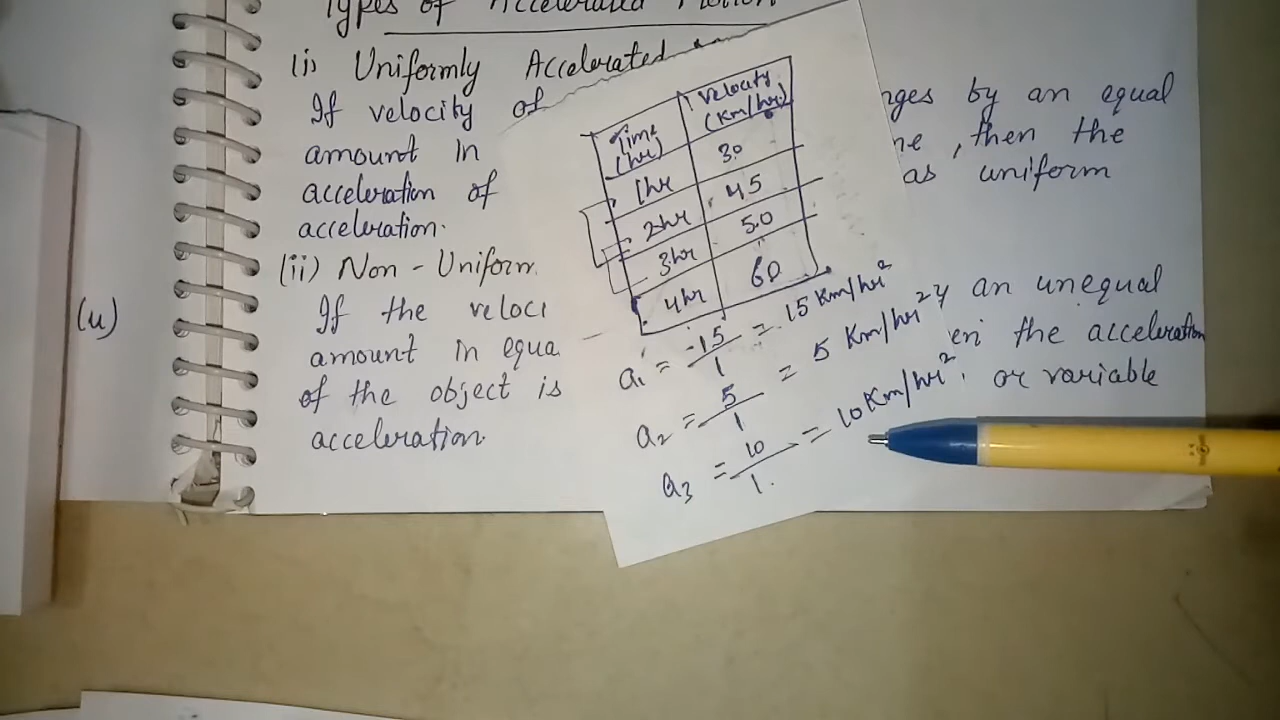 Types of Accelerated Motion
(i) Uniformly Accelerated
If velocity of
nges by an equal
amount in
ne, then the
acceleration of
as uniform
acceleration.
(ii) Non-Uniform
If the veloci
y an unequal
amount in equa
en the acceleration
of the object is
or variable
acceleration.
(u)
Time (hr) Velocity (Km/hr)
1hr 30
2hr 45
3hr 50
4hr 60
a1 = 15/1 = 15 Km/hr²
a2 = 5/1 = 5 Km/hr²
a3 = 10/1 = 10 Km/hr²